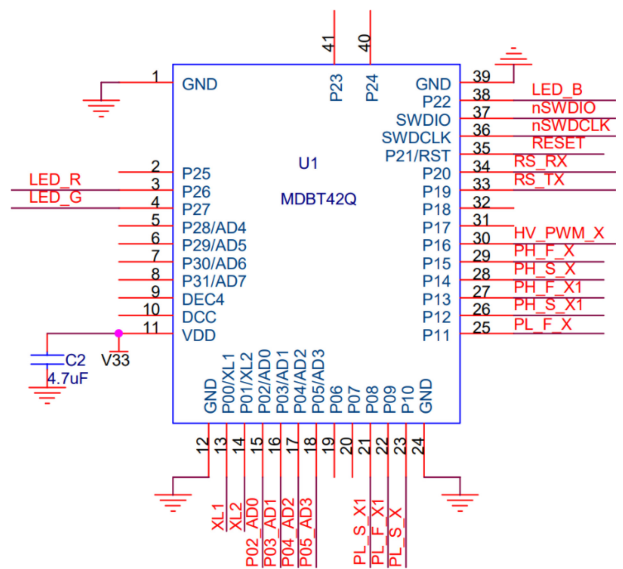 41
40
P23
P24
1
GND
GND
39
P22
38
LED_B
SWDIO
37
nSWDIO
SWDCLK
36
nSWDCLK
P21/RST
35
RESET
U1
MDBT42Q
2
P25
P20
34
RS_RX
LED_R
3
P26
P19
33
RS_TX
LED_G
4
P27
P18
32
5
P28/AD4
P17
31
6
P29/AD5
P16
30
HV_PWM_X
7
P30/AD6
P15
29
PH_F_X
8
P31/AD7
P14
28
PH_S_X
9
DEC4
P13
27
PH_F_X1
10
DCC
P12
26
PH_S_X1
11
VDD
P11
25
PL_F_X
C2
4.7uF
V33
GND
P00/XL1
P01/XL2
P02/AD0
P03/AD1
P04/AD2
P05/AD3
P06
P07
P08
P09
P10
GND
12
13
14
15
16
17
18
19
20
21
22
23
24
XL1
XL2
P02_AD0
P03_AD1
P04_AD2
P05_AD3
PL_S_X1
PL_F_X1
PL_S_X